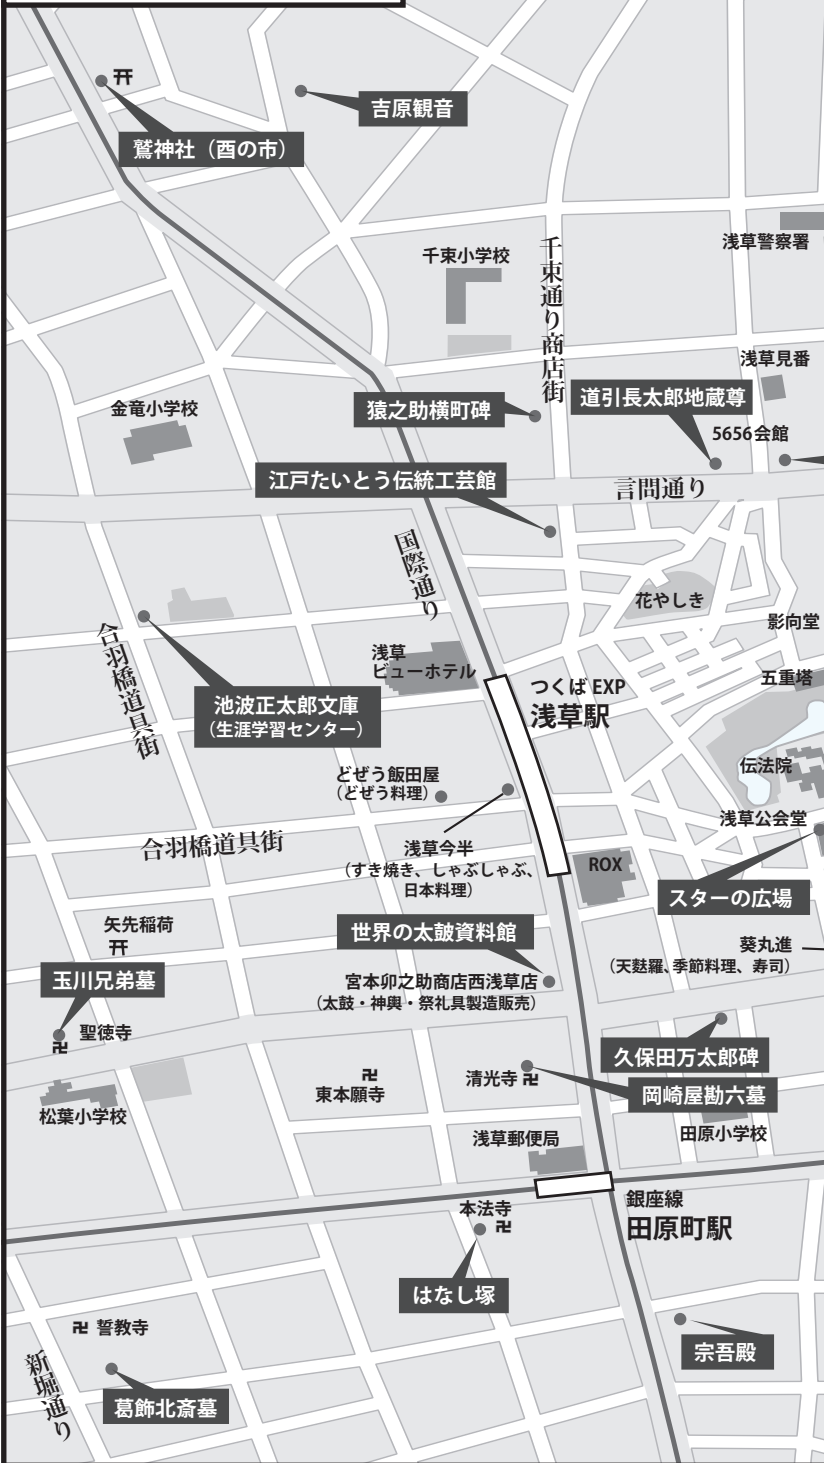 吉原観音
鷲神社（酉の市）
浅草警察署
千束小学校
千束通り商店街
浅草見番
金竜小学校
猿之助横町碑
道引長太郎地蔵尊
5656会館
江戸たいとう伝統工芸館
言問通り
国際通り
花やしき
影向堂
合羽橋道具街
浅草
ビューホテル
五重塔
つくば EXP
浅草駅
池波正太郎文庫
（生涯学習センター）
伝法院
どぜう飯田屋
（どぜう料理）
浅草公会堂
合羽橋道具街
浅草今半
（すき焼き、しゃぶしゃぶ、
日本料理）
ROX
スターの広場
矢先稲荷
世界の太鼓資料館
葵丸進
（天麩羅、季節料理、寿司）
玉川兄弟墓
宮本卯之助商店西浅草店
（太鼓・神輿・祭礼具製造販売）
聖徳寺
久保田万太郎碑
東本願寺
清光寺
岡崎屋勘六墓
松葉小学校
田原小学校
浅草郵便局
銀座線
田原町駅
本法寺
はなし塚
誓教寺
宗吾殿
新堀通り
葛飾北斎墓